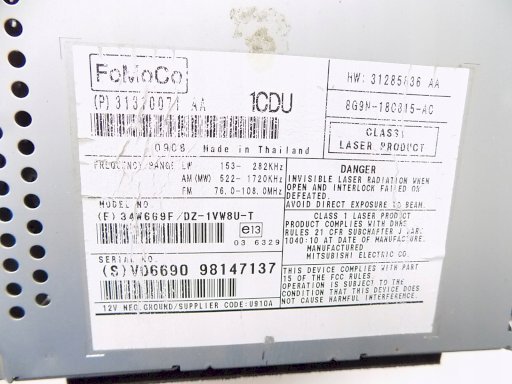 FoMoCo
(P) 31310071 AA
1CDU
HW: 31285636 AA
8G9N-18C815-AC
CLASS1
LASER PRODUCT
0908 Made in Thailand
FREQUENCY RANGE LW 153- 282KHz
AM(MW) 522- 1720KHz
FM 76.0-108.0MHz
MODEL NO
(F) 34W669F/DZ-1VW8U-T
e13
03 6329
SERIAL NO.
(S) V06690 98147137
12V NEG.GROUND/SUPPLIER CODE:U910A
DANGER
INVISIBLE LASER RADIATION WHEN
OPEN AND INTERLOCK FAILED OR
DEFEATED.
AVOID DIRECT EXPOSURE TO BEAM.
CLASS 1 LASER PRODUCT
PRODUCT COMPLIES WITH DHHS
RULES 21 CFR SUBCHAPTER J PART
1040:10 AT DATE OF MANUFACTURE.
MANUFACTURED
MITSUBISHI ELECTRIC CO.
THIS DEVICE COMPLIES WITH PART
15 OF THE FCC RULES.
OPERATION IS SUBJECT TO THE
CONDITION THAT THIS DEVICE DOES
NOT CAUSE HARMFUL INTERFERENCE.